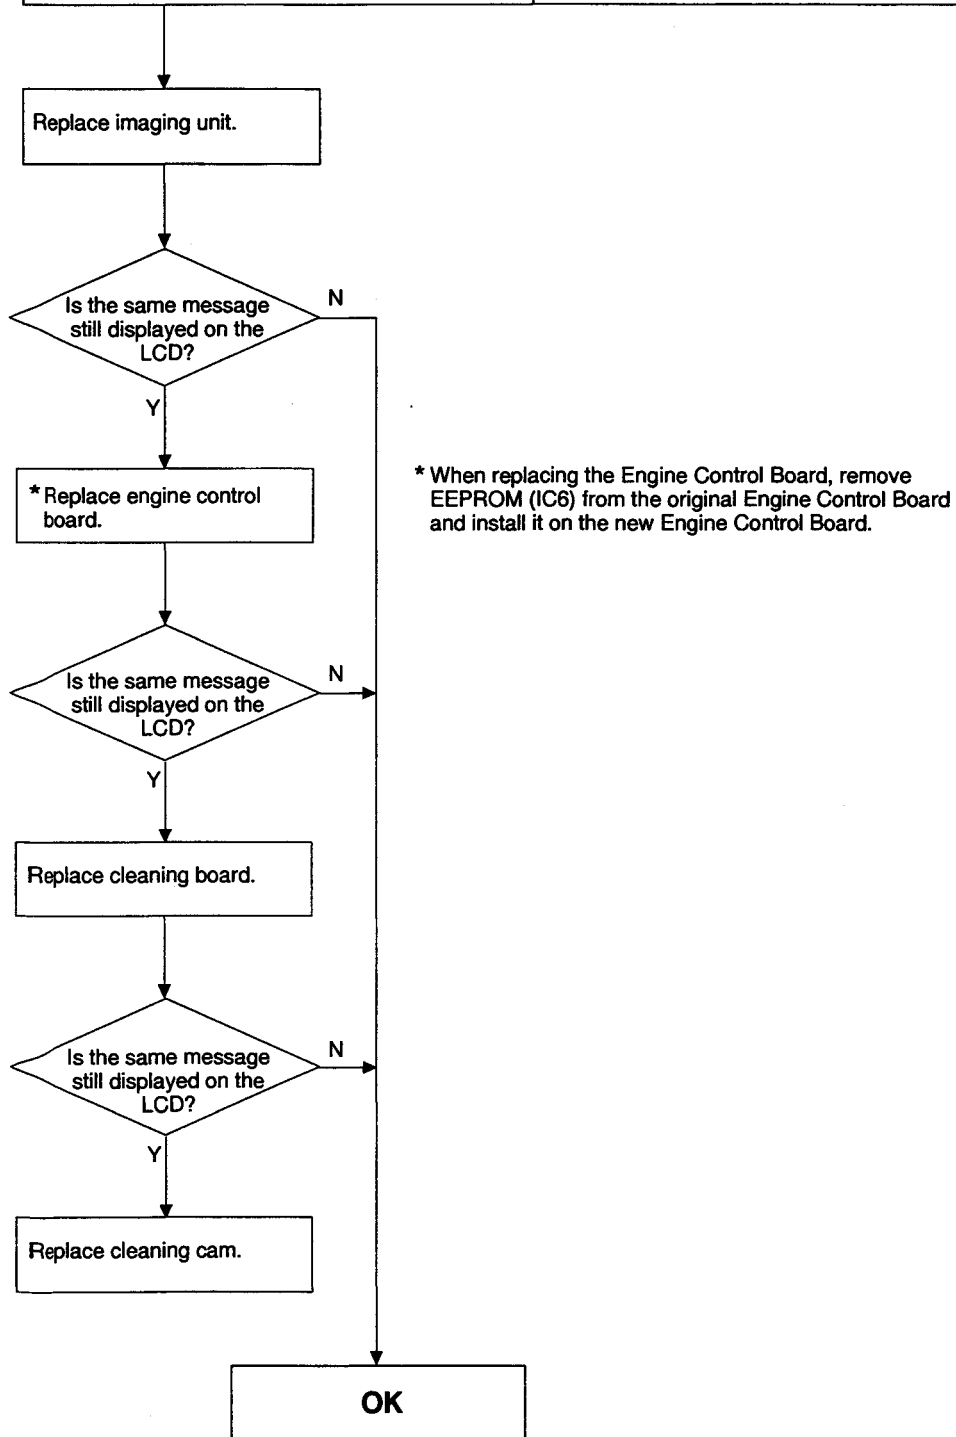 Replace imaging unit.
Is the same message
still displayed on the
LCD?
N
Y
* Replace engine control
board.
* When replacing the Engine Control Board, remove
EEPROM (IC6) from the original Engine Control Board
and install it on the new Engine Control Board.
Is the same message
still displayed on the
LCD?
N
Y
Replace cleaning board.
Is the same message
still displayed on the
LCD?
N
Y
Replace cleaning cam.
OK